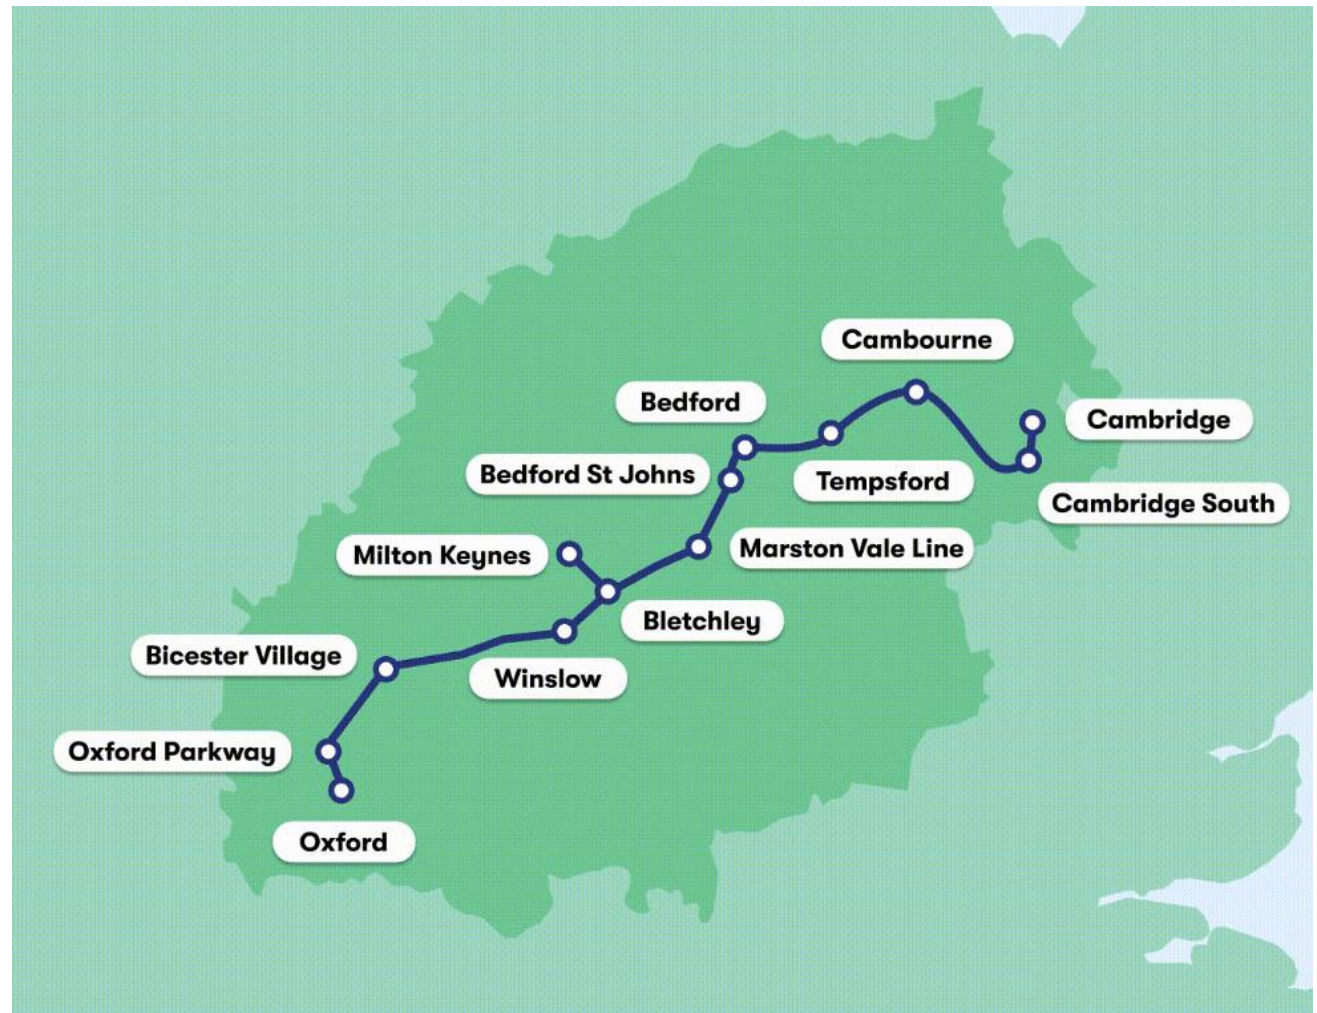 Cambourne
Bedford
Cambridge
Bedford St Johns
Tempsford
Cambridge South
Milton Keynes
Marston Vale Line
Bletchley
Bicester Village
Winslow
Oxford Parkway
Oxford